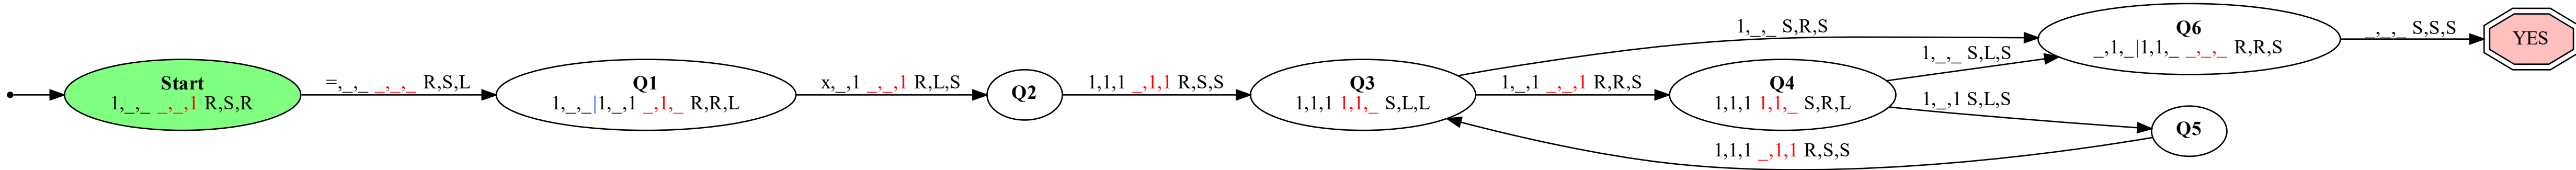 Start
1,_,_ _,_,1 R,S,R
=,_,_ _,_,_ R,S,L
Q1
1,_,_|1,_,1 _,1,_ R,R,L
x,_,1 _,_,1 R,L,S
Q2
1,1,1 _,1,1 R,S,S
Q3
1,1,1 1,1,_ S,L,L
1,_,_ S,R,S
1,_,1 _,_,1 R,R,S
Q4
1,1,1 1,1,_ S,R,L
1,_,_ S,L,S
1,_,1 S,L,S
Q5
1,1,1 _,1,1 R,S,S
Q6
_,1,_|1,1,_ _,_,_ R,R,S
_,_,_ S,S,S
YES